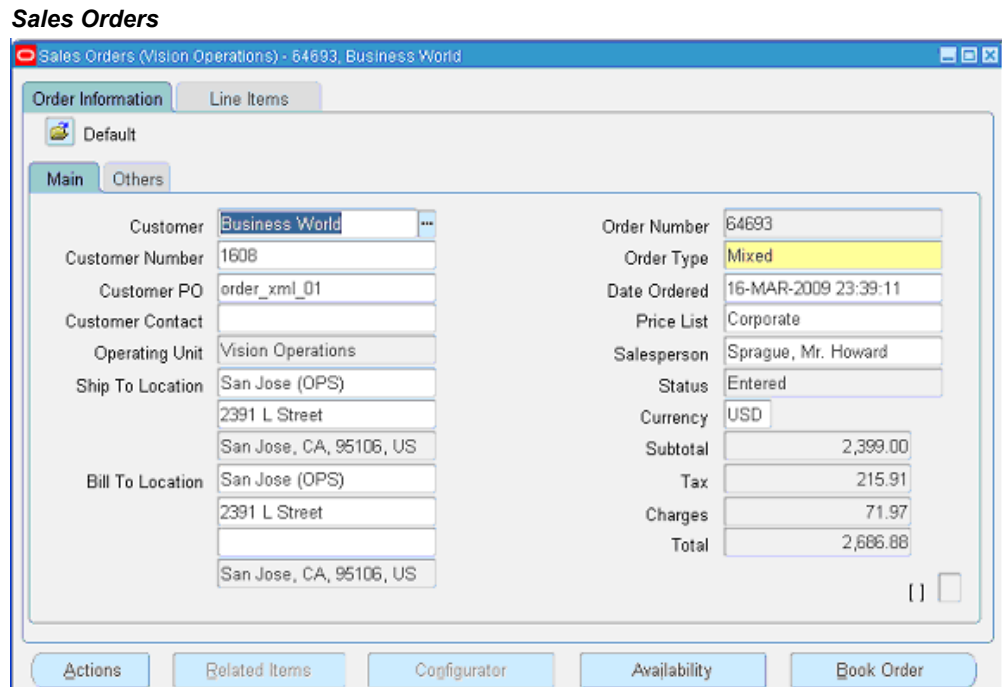 Sales Orders
Sales Orders (Vision Operations) - 64693, Business World
Order Information Line Items
Default
Main Others
Customer Business World ...
Customer Number 1608
Customer PO order_xml_01
Customer Contact
Operating Unit Vision Operations
Ship To Location San Jose (OPS)
2391 L Street
San Jose, CA, 95106, US
Bill To Location San Jose (OPS)
2391 L Street
San Jose, CA, 95106, US
Order Number 64693
Order Type Mixed
Date Ordered 16-MAR-2009 23:39:11
Price List Corporate
Salesperson Sprague, Mr. Howard
Status Entered
Currency USD
Subtotal 2,399.00
Tax 215.91
Charges 71.97
Total 2,686.88
[ ]
Actions Related Items Configurator Availability Book Order